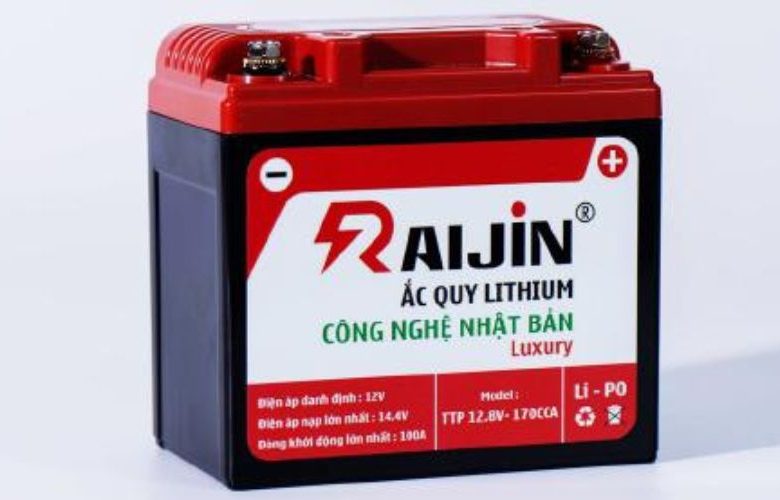 RAIJIN®
ẮC QUY LITHIUM
CÔNG NGHỆ NHẬT BẢN
Luxury
Điện áp danh định : 12V
Điện áp nạp lớn nhất : 14.4V
Dòng khởi động lớn nhất : 100A
Model :
TTP 12.8V- 170CCA
Li - PO